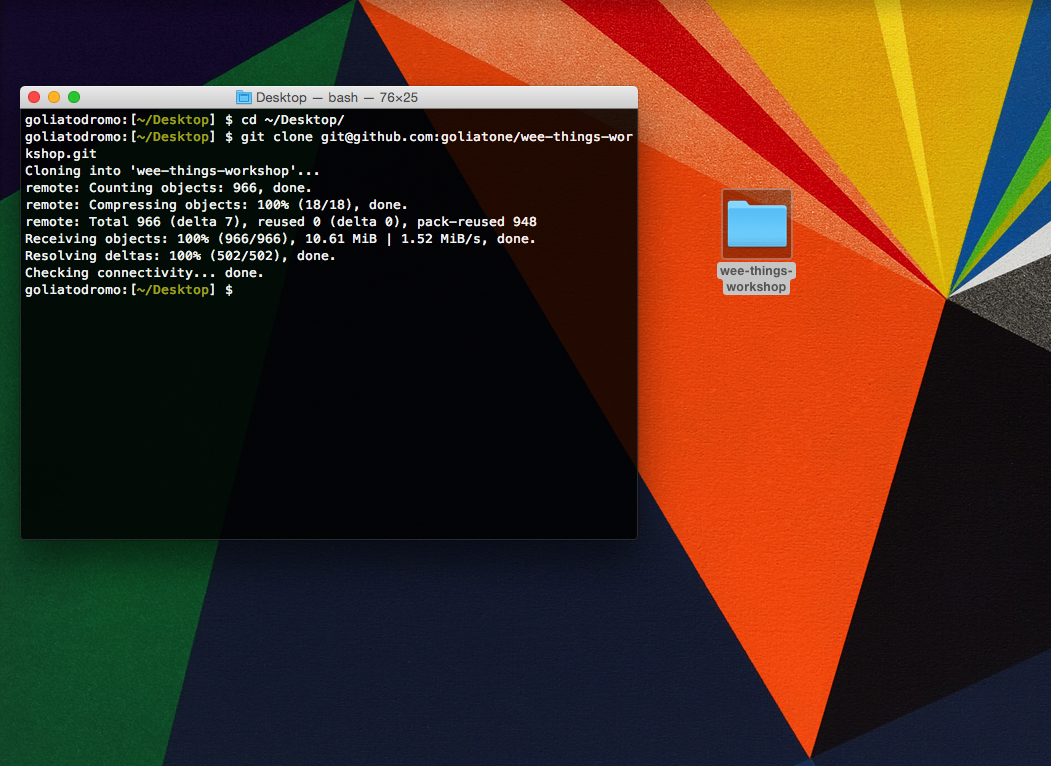 Desktop — bash — 76×25
goliatodromo:[~/Desktop] $ cd ~/Desktop/
goliatodromo:[~/Desktop] $ git clone git@github.com:goliatone/wee-things-wor
kshop.git
Cloning into 'wee-things-workshop'...
remote: Counting objects: 966, done.
remote: Compressing objects: 100% (18/18), done.
remote: Total 966 (delta 7), reused 0 (delta 0), pack-reused 948
Receiving objects: 100% (966/966), 10.61 MiB | 1.52 MiB/s, done.
Resolving deltas: 100% (502/502), done.
Checking connectivity... done.
goliatodromo:[~/Desktop] $
wee-things-
workshop